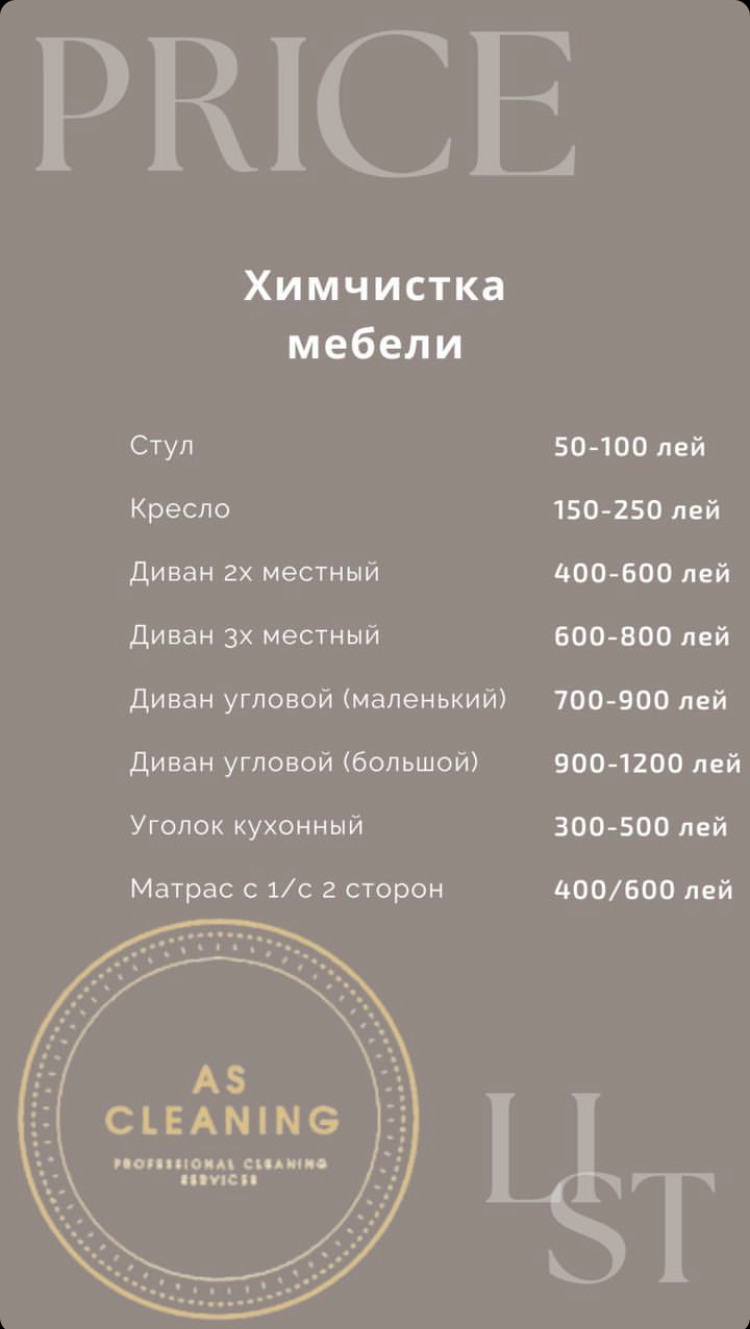 PRICE
Химчистка
мебели
Стул 50-100 лей
Кресло 150-250 лей
Диван 2х местный 400-600 лей
Диван 3х местный 600-800 лей
Диван угловой (маленький) 700-900 лей
Диван угловой (большой) 900-1200 лей
Уголок кухонный 300-500 лей
Матрас с 1/с 2 сторон 400/600 лей
AS
CLEANING
PROFESSIONAL CLEANING
SERVICES
LI
ST